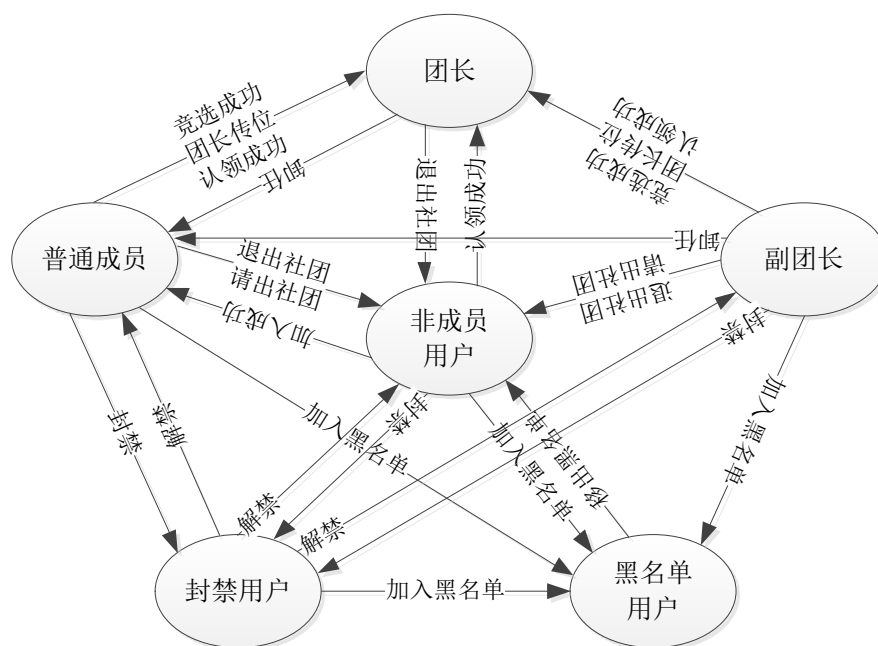 团长
竞选成功
团长传位
认领成功
卸任
退出社团
认领成功
竞选成功
团长传位
认领成功
普通成员
退出社团
请出社团
加入成功
非成员
用户
卸任
请出社团
退出社团
副团长
封禁
封禁
解禁
加入黑名单
封禁
加入黑名单
移出黑名单
加入黑名单
解禁
解禁
封禁用户
加入黑名单
黑名单
用户